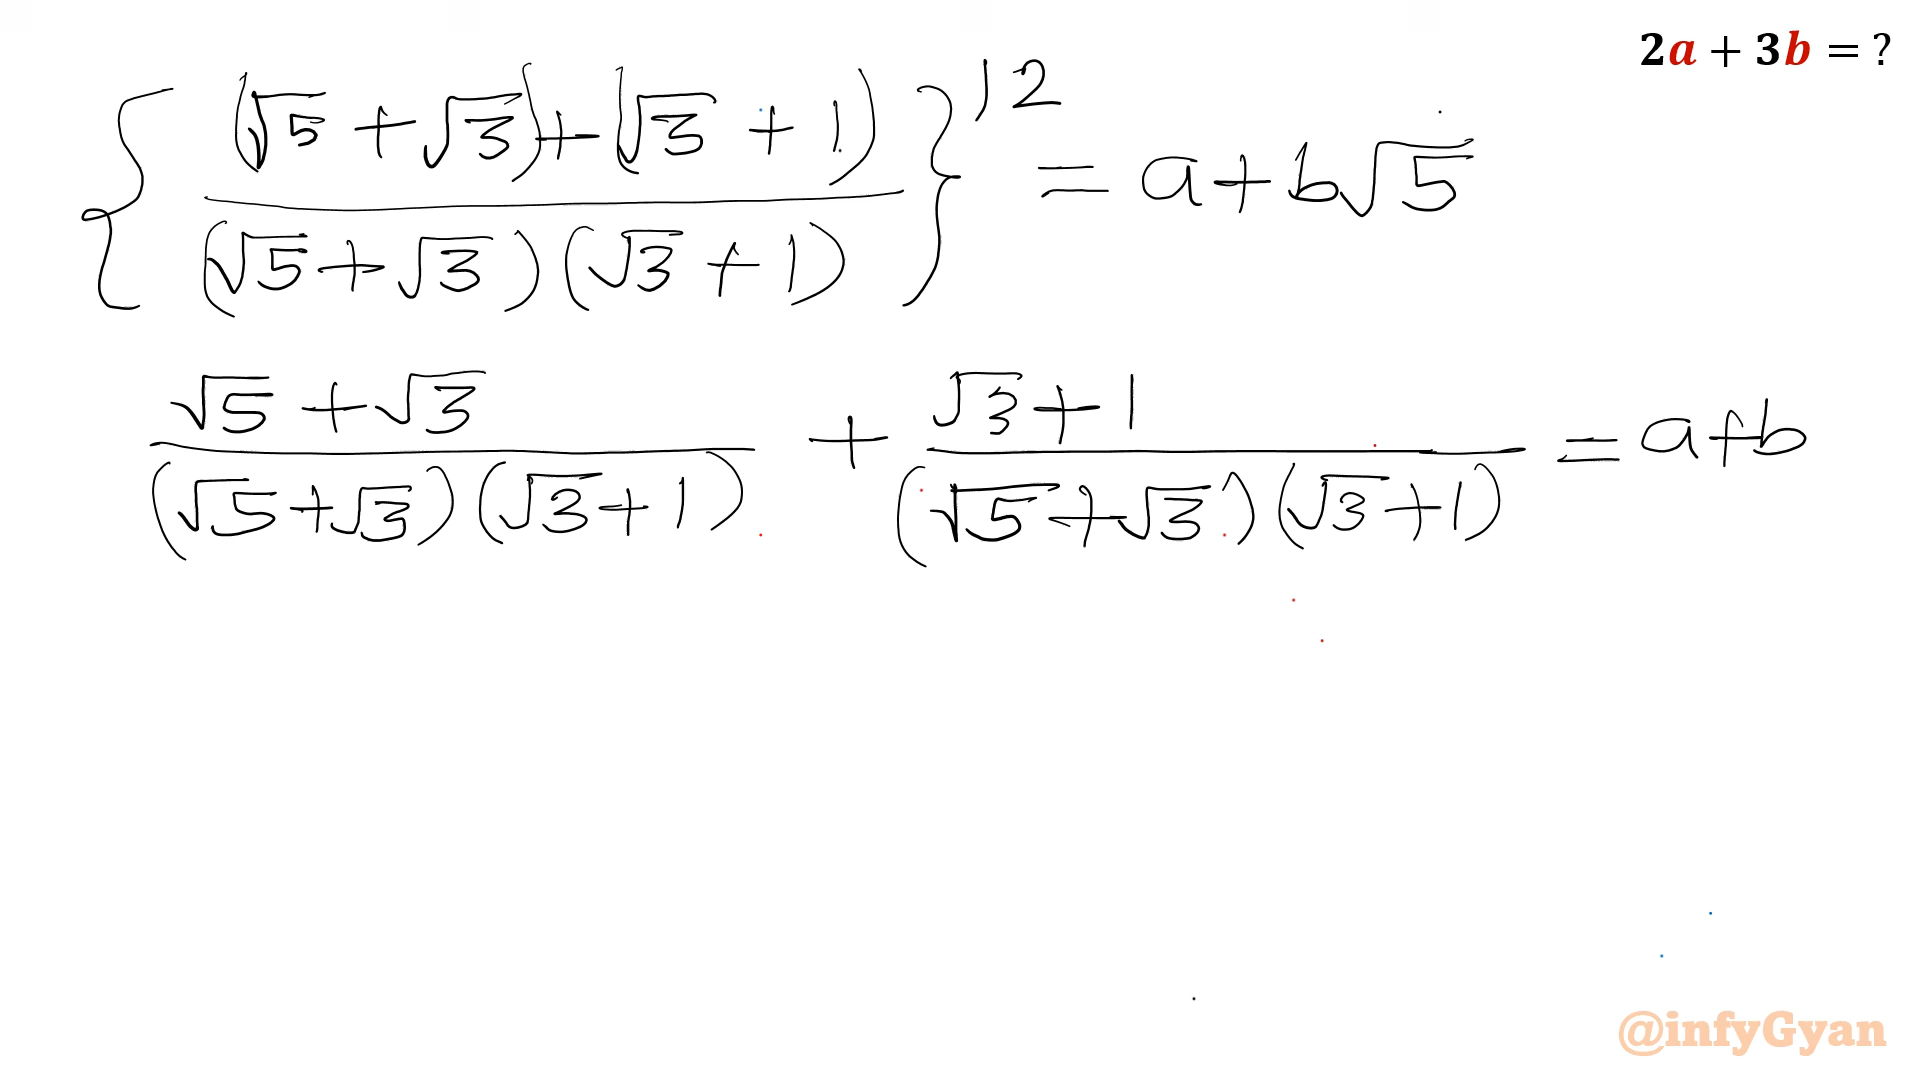 2a + 3b = ?
{((√5 + √3) + (√3 + 1)) / ((√5 + √3)(√3 + 1))}^12 = a + b√5
(√5 + √3) / ((√5 + √3)(√3 + 1)) + (√3 + 1) / ((√5 + √3)(√3 + 1)) = a + b
@infyGyan